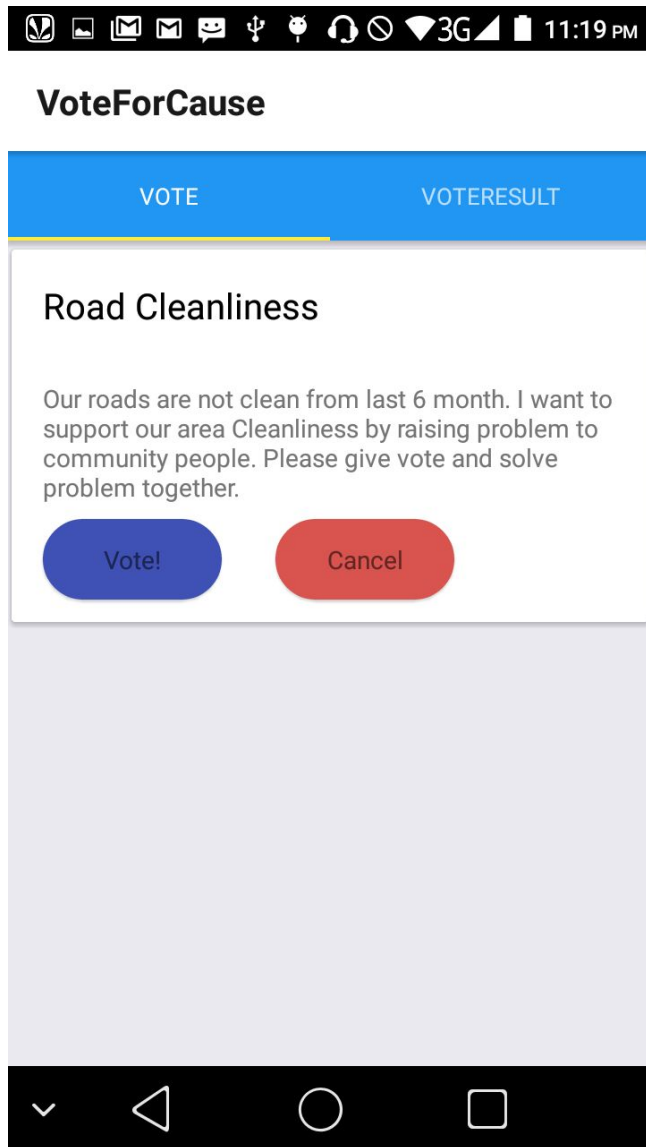 3G 11:19 PM
VoteForCause
VOTE VOTERESULT
Road Cleanliness
Our roads are not clean from last 6 month. I want to
support our area Cleanliness by raising problem to
community people. Please give vote and solve
problem together.
Vote! Cancel